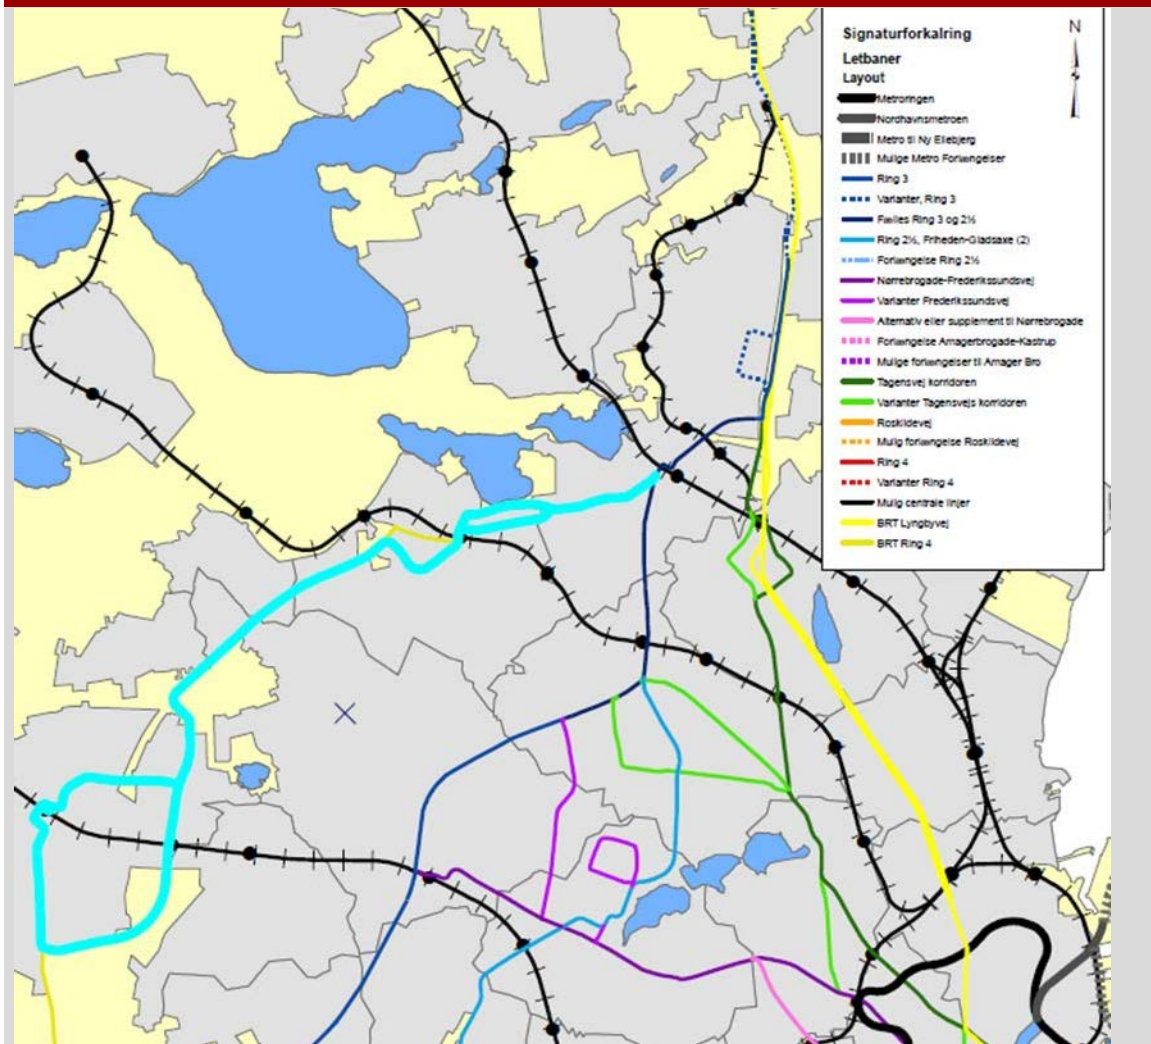 Signaturforkalring
N
Letbaner
Layout
Metroringen
Nordhavnsmetroen
Metro til Ny Ellebjerg
Mulige Metro Forlængelser
Ring 3
Varianter, Ring 3
Fælles Ring 3 og 2½
Ring 2½, Friheden-Gladsaxe (2)
Forlængelse Ring 2½
Nørrebrogade-Frederikssundsvej
Varianter Frederikssundsvej
Alternativ eller supplement til Nørrebrogade
Forlængelse Amagerbrogade-Kastrup
Mulige forlængelser til Amager Bro
Tagensvej korridoren
Varianter Tagensvejs korridoren
Roskildevej
Mulig forlængelse Roskildevej
Ring 4
Varianter Ring 4
Mulig centrale linjer
BRT Lyngbyvej
BRT Ring 4